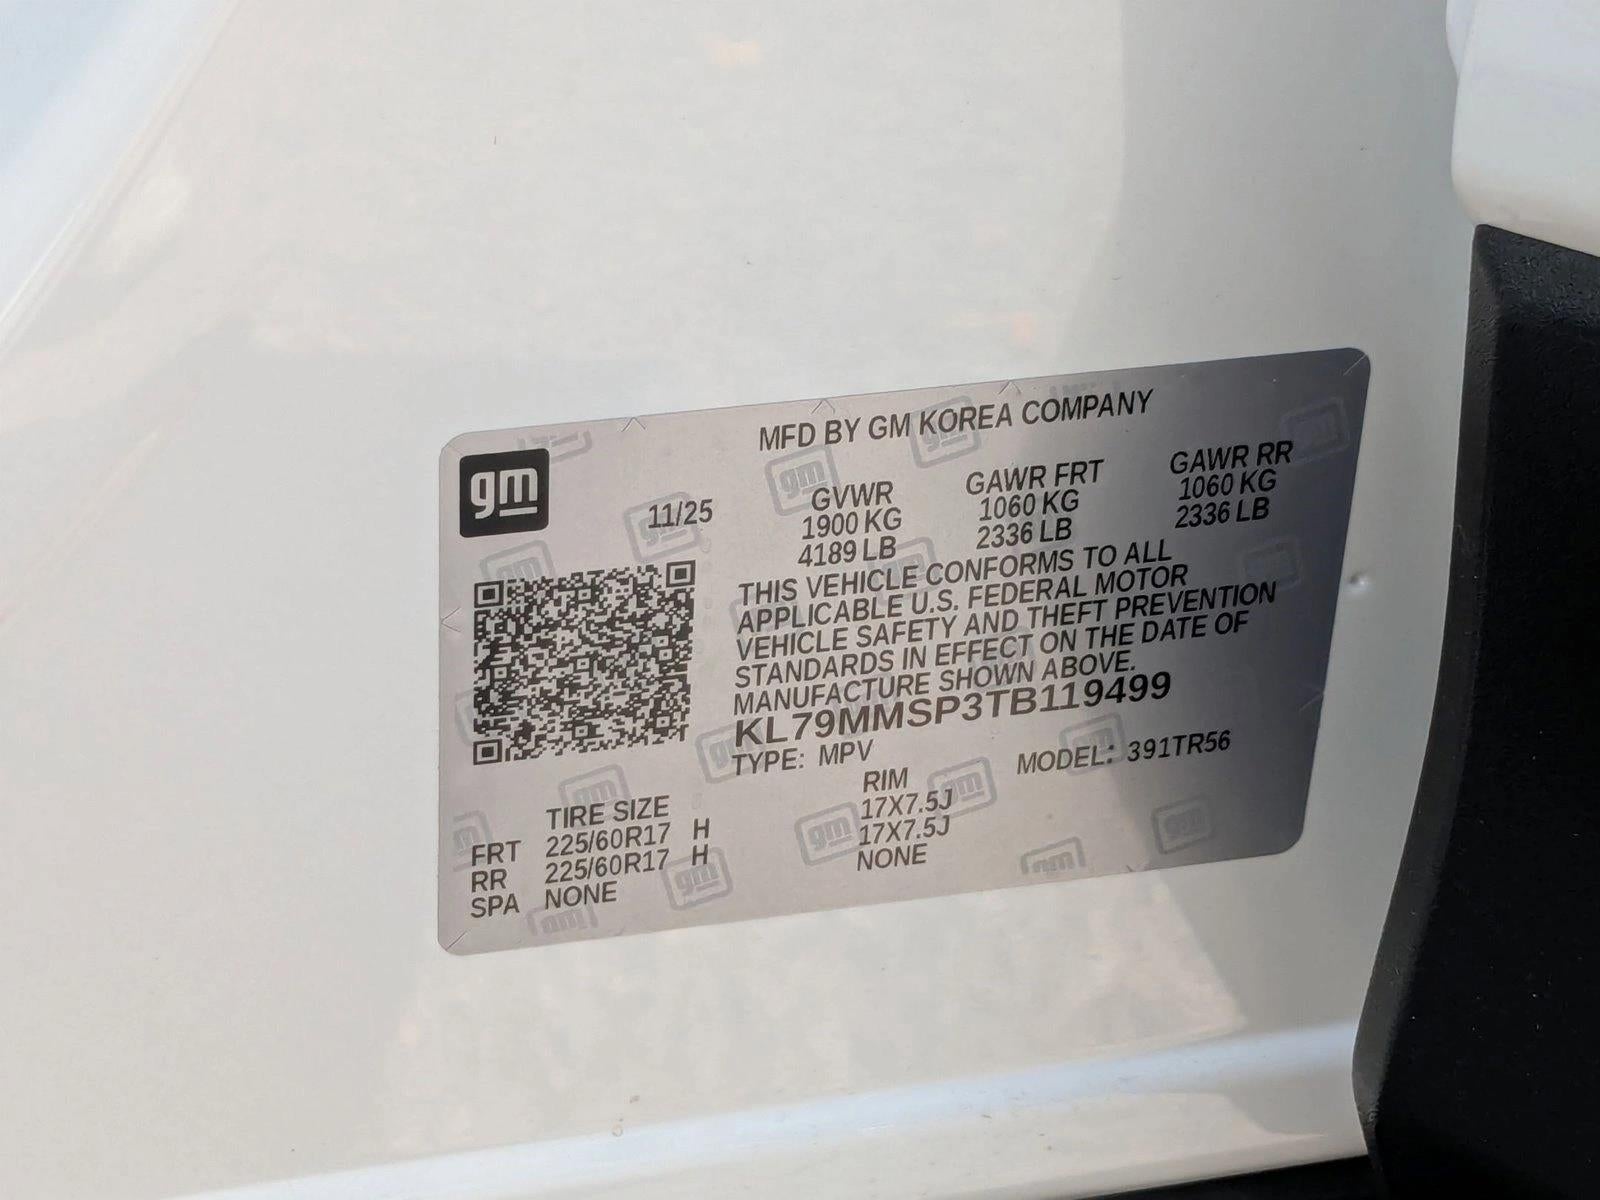 MFD BY GM KOREA COMPANY
gm
11/25
GVWR GAWR FRT GAWR RR
1900 KG 1060 KG 1060 KG
4189 LB 2336 LB 2336 LB
THIS VEHICLE CONFORMS TO ALL
APPLICABLE U.S. FEDERAL MOTOR
VEHICLE SAFETY AND THEFT PREVENTION
STANDARDS IN EFFECT ON THE DATE OF
MANUFACTURE SHOWN ABOVE.
KL79MMSP3TB119499
TYPE: MPV MODEL: 391TR56
TIRE SIZE RIM
FRT 225/60R17 H 17X7.5J
RR 225/60R17 H 17X7.5J
SPA NONE NONE